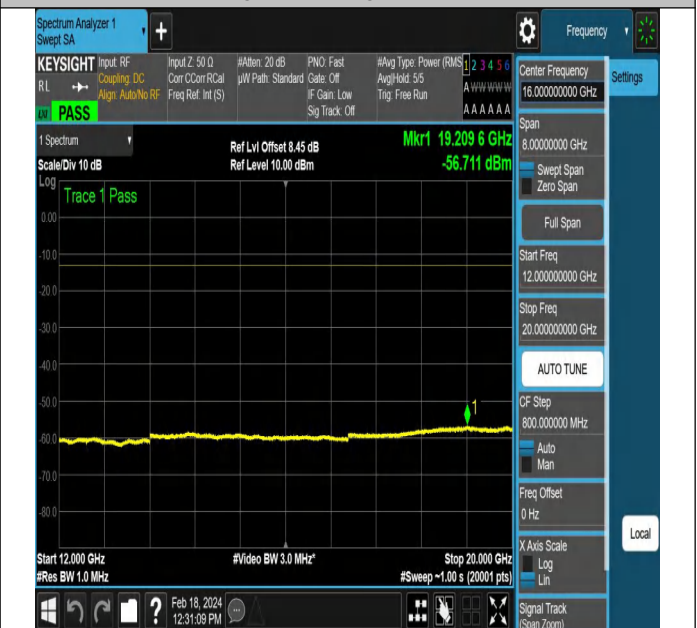 Spectrum Analyzer 1
Swept SA
+
Frequency
KEYSIGHT
RL
PASS
Input: RF
Coupling: DC
Align: Auto/No RF
Input Z: 50 Ω
Corr CCorr RCal
Freq Ref: Int (S)
#Atten: 20 dB
µW Path: Standard
PNO: Fast
Gate: Off
IF Gain: Low
Sig Track: Off
#Avg Type: Power (RMS
Avg|Hold: 5/5
Trig: Free Run
1 2 3 4 5 6
A W W W W W
A A A A A A
1 Spectrum
Scale/Div 10 dB
Ref Lvl Offset 8.45 dB
Ref Level 10.00 dBm
Mkr1 19.209 6 GHz
-56.711 dBm
Log
Trace 1 Pass
0.00
-10.0
-20.0
-30.0
-40.0
-50.0
-60.0
-70.0
-80.0
1
Start 12.000 GHz
#Res BW 1.0 MHz
#Video BW 3.0 MHz*
Stop 20.000 GHz
#Sweep ~1.00 s (20001 pts)
Center Frequency
16.000000000 GHz
Span
8.00000000 GHz
Swept Span
Zero Span
Full Span
Start Freq
12.000000000 GHz
Stop Freq
20.000000000 GHz
AUTO TUNE
CF Step
800.000000 MHz
Auto
Man
Freq Offset
0 Hz
X Axis Scale
Log
Lin
Signal Track
(Span Zoom)
Settings
Local
?
Feb 18, 2024
12:31:09 PM